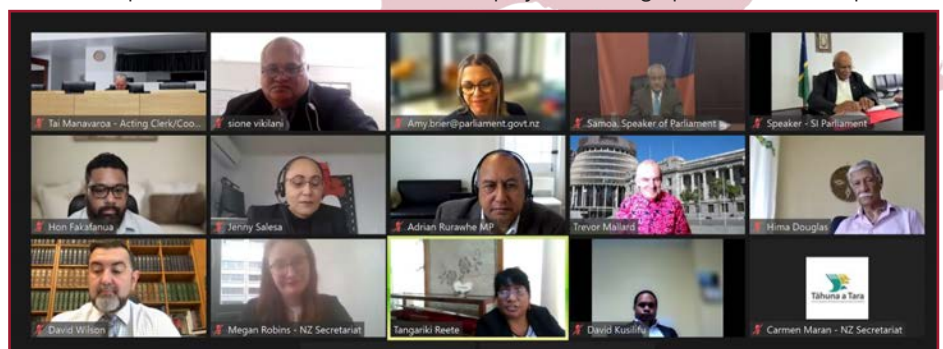 Tai Manavaroa - Acting Clerk/Coo...
sione vikilani
Amy.brier@parliament.govt.nz
Samoa. Speaker of Parliament
Speaker - SI Parliament
Hon Fakafanua
Jenny Salesa
Adrian Rurawhe MP
Trevor Mallard
Hima Douglas
David Wilson
Megan Robins - NZ Secretariat
Tangariki Reete
David Kusilifu
Tāhuna a Tara
Carmen Maran - NZ Secretariat